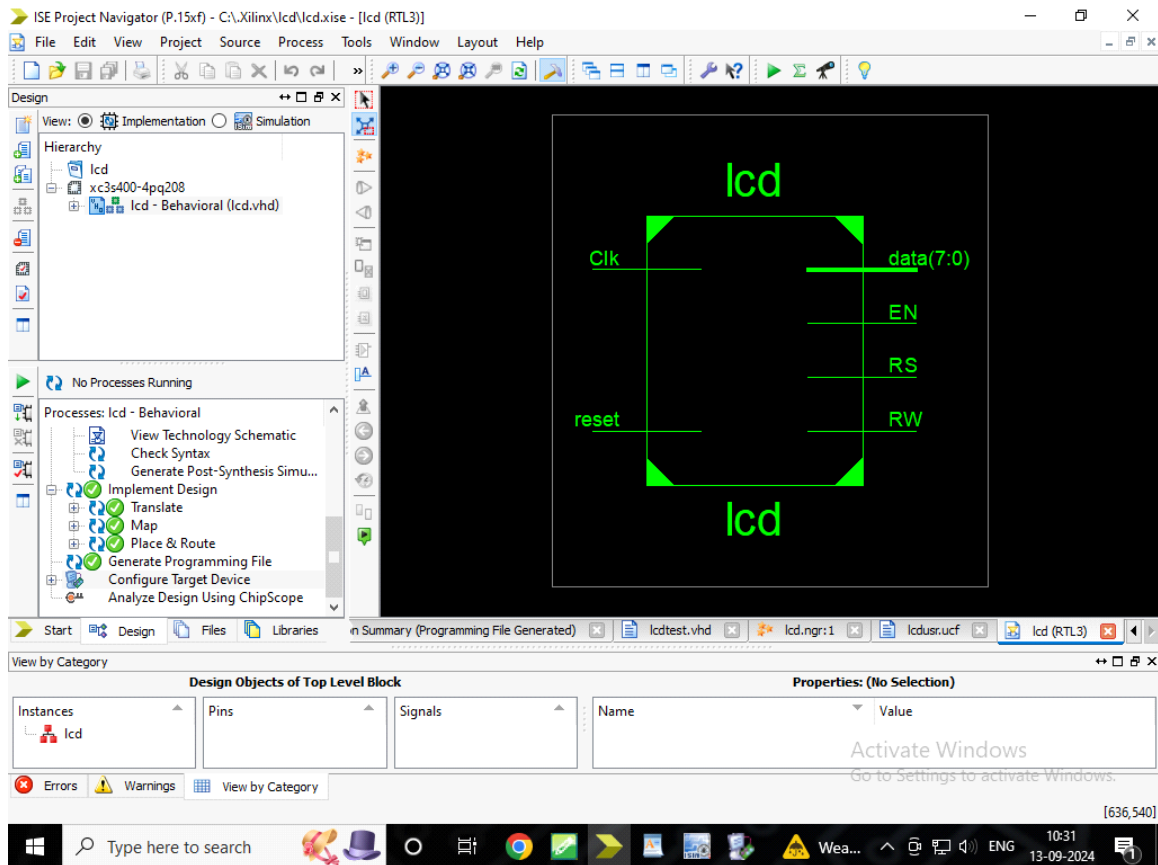 ISE Project Navigator (P.15xf) - C:\.Xilinx\lcd\lcd.xise - [lcd (RTL3)]
File Edit View Project Source Process Tools Window Layout Help
Design
View: Implementation Simulation
Hierarchy
lcd
xc3s400-4pq208
lcd - Behavioral (lcd.vhd)
No Processes Running
Processes: lcd - Behavioral
View Technology Schematic
Check Syntax
Generate Post-Synthesis Simu...
Implement Design
Translate
Map
Place & Route
Generate Programming File
Configure Target Device
Analyze Design Using ChipScope
lcd
Clk
data(7:0)
EN
RS
reset
RW
lcd
Start Design Files Libraries
n Summary (Programming File Generated) lcdtest.vhd lcd.ngr:1 lcdusr.ucf lcd (RTL3)
View by Category
Design Objects of Top Level Block
Properties: (No Selection)
Instances Pins Signals Name Value
lcd
Activate Windows
Go to Settings to activate Windows.
Errors Warnings View by Category
[636,540]
Type here to search
Wea... ENG
10:31
13-09-2024
1